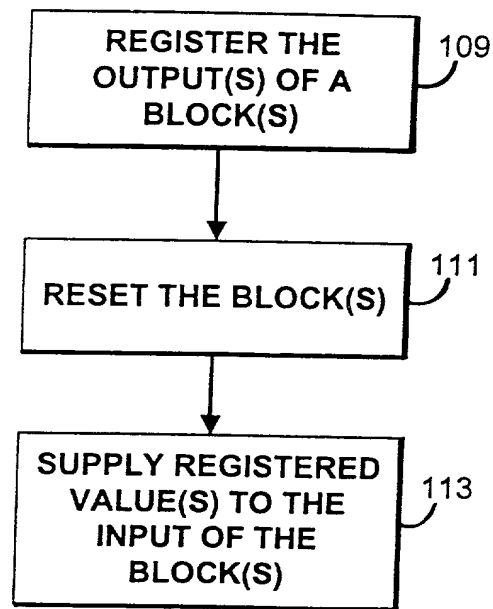 REGISTER THE
OUTPUT(S) OF A
BLOCK(S)
109
RESET THE BLOCK(S)
111
SUPPLY REGISTERED
VALUE(S) TO THE
INPUT OF THE
BLOCK(S)
113